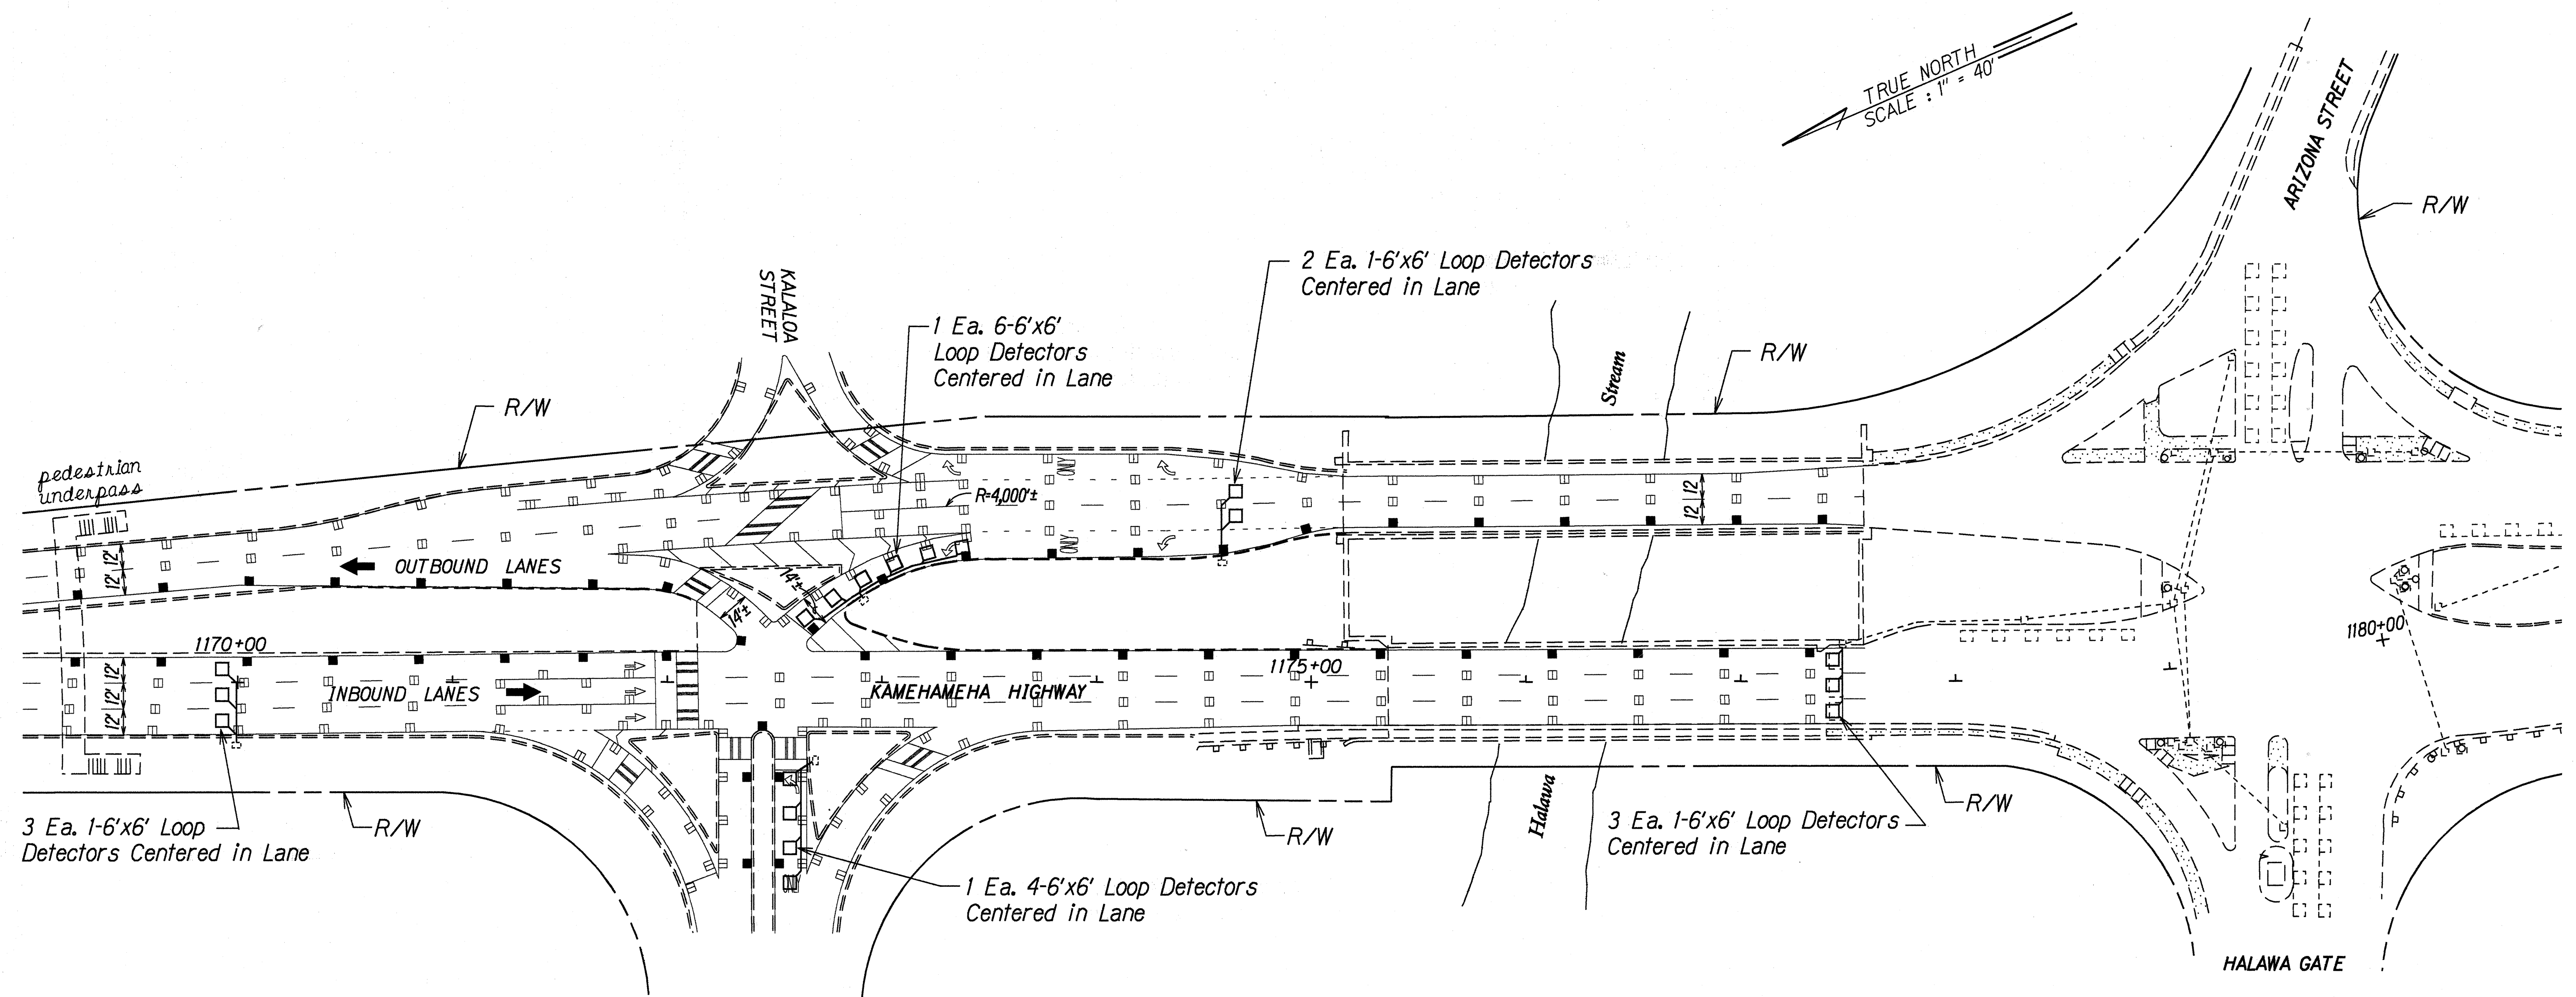 TRUE NORTH
SCALE : 1" = 40'
ARIZONA STREET
R/W
2 Ea. 1-6'x6' Loop Detectors
Centered in Lane
KALALOA
STREET
1 Ea. 6-6'x6'
Loop Detectors
Centered in Lane
Stream
R/W
R/W
pedestrian
underpass
ONLY
R=4,000'±
12
12
ONLY
12'
12'
OUTBOUND LANES
14'±
14'±
1170+00
1175+00
1180+00
12'
12'
12'
INBOUND LANES
KAMEHAMEHA HIGHWAY
3 Ea. 1-6'x6' Loop
Detectors Centered in Lane
R/W
R/W
Halawa
3 Ea. 1-6'x6' Loop Detectors
Centered in Lane
R/W
1 Ea. 4-6'x6' Loop Detectors
Centered in Lane
HALAWA GATE